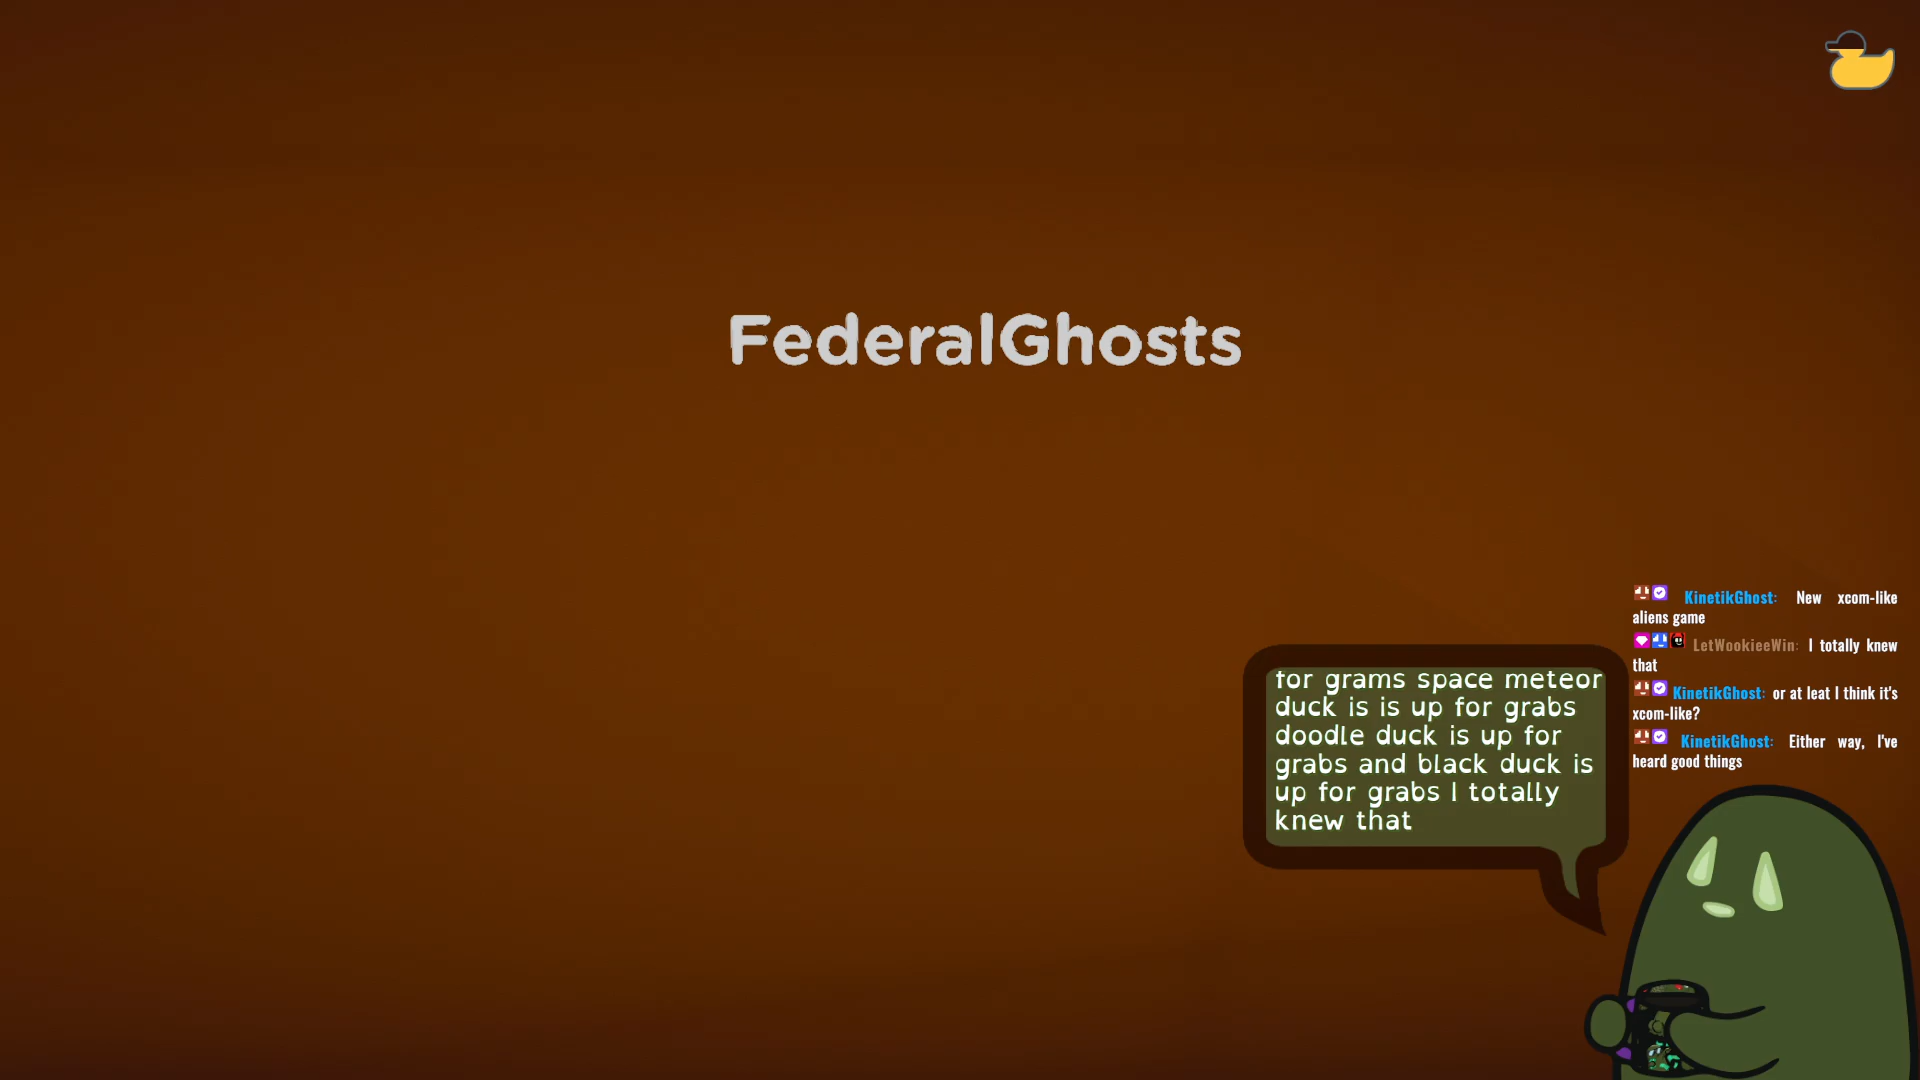 FederalGhosts
KinetikGhost: New xcom-like
aliens game
LetWookieeWin: I totally knew
that
KinetikGhost: or at leat I think it's
xcom-like?
KinetikGhost: Either way, I've
heard good things
for grams space meteor
duck is is up for grabs
doodle duck is up for
grabs and black duck is
up for grabs I totally
knew that